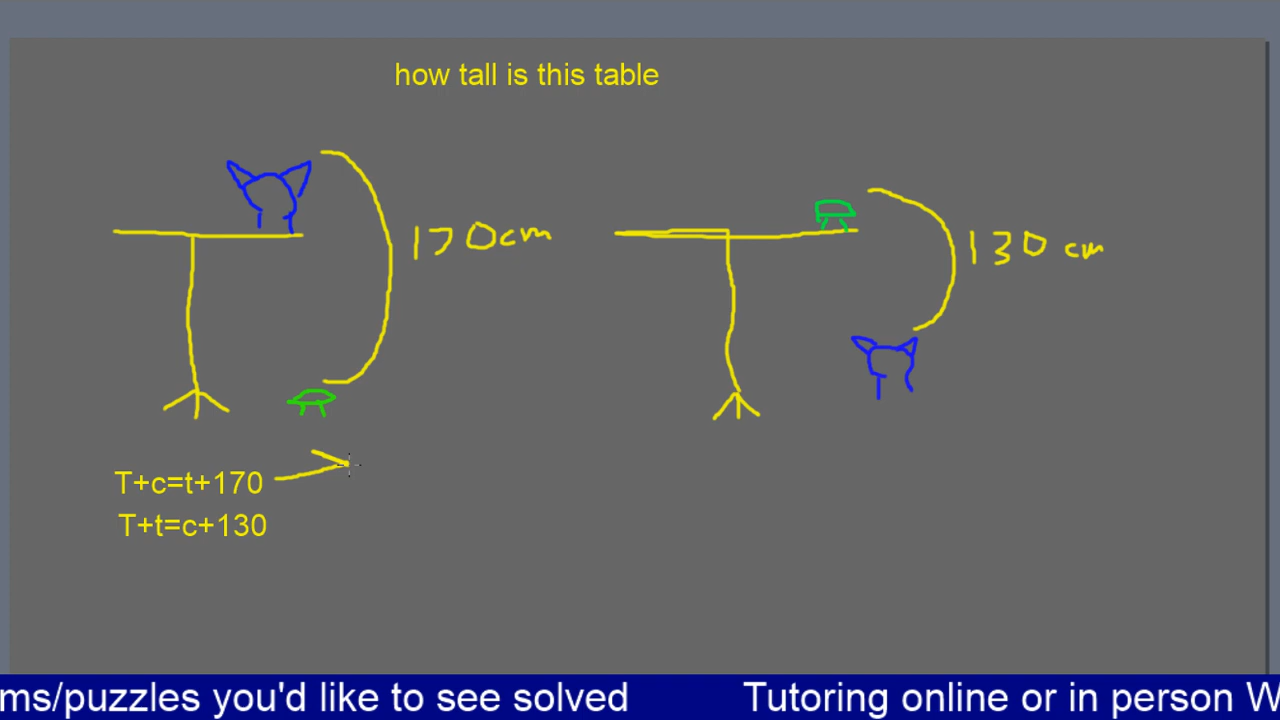 how tall is this table
170cm
130 cm
T+c=t+170
T+t=c+130
ms/puzzles you'd like to see solved Tutoring online or in person W